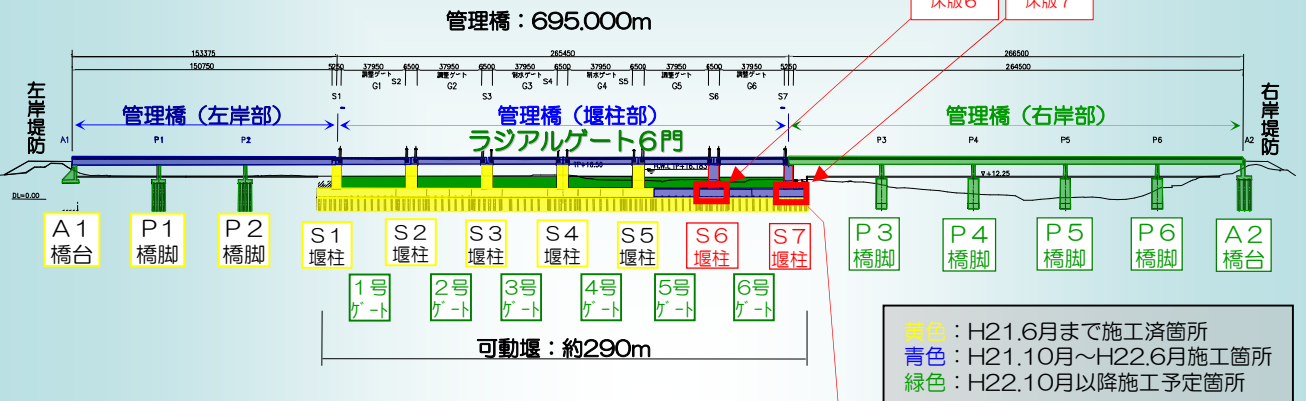 床版6
床版7
管理橋：695.000m
153375
265450
266500
150750
264500
5250 37950 6500 37950 6500 37950 6500 37950 6500 37950 6500 37950 5250
調整ゲート 調整ゲート 制水ゲート 制水ゲート 調整ゲート 調整ゲート
S1 G1 S2 G2 S3 G3 S4 G4 S5 G5 S6 G6 S7
左岸堤防
右岸堤防
管理橋（左岸部）
管理橋（堰柱部）
管理橋（右岸部）
ラジアルゲート6門
A1 P1 P2 P3 P4 P5 P6 A2
▽+12.25
DL=0.00
A1
橋台
P1
橋脚
P2
橋脚
S1
堰柱
S2
堰柱
S3
堰柱
S4
堰柱
S5
堰柱
S6
堰柱
S7
堰柱
P3
橋脚
P4
橋脚
P5
橋脚
P6
橋脚
A2
橋台
1号
ゲート
2号
ゲート
3号
ゲート
4号
ゲート
5号
ゲート
6号
ゲート
可動堰：約290m
黄色：H21.6月まで施工済箇所
青色：H21.10月～H22.6月施工箇所
緑色：H22.10月以降施工予定箇所